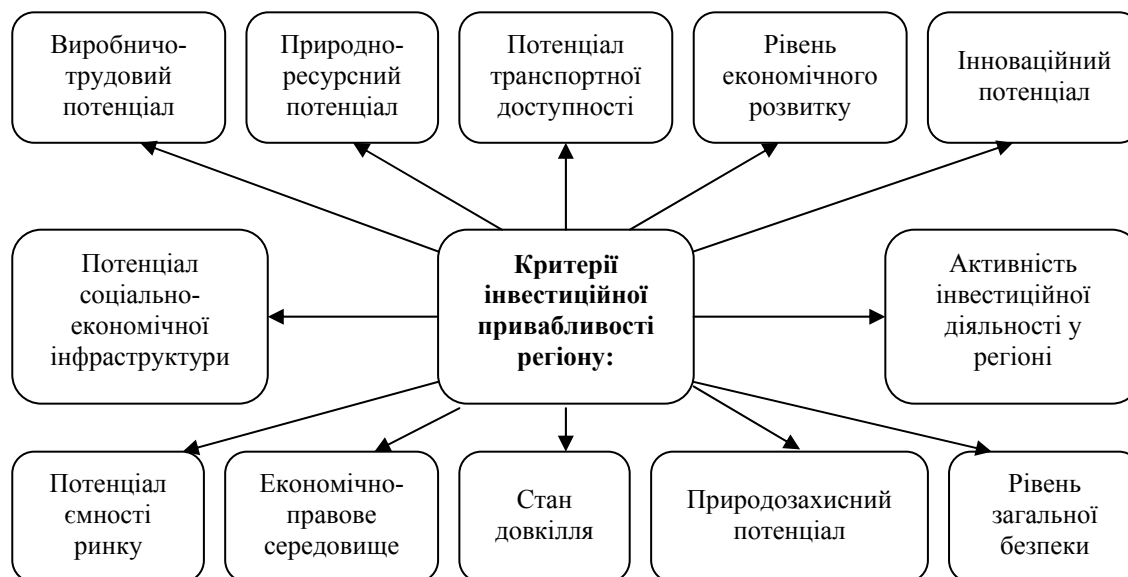 Виробничо-
трудовий
потенціал
Природно-
ресурсний
потенціал
Потенціал
транспортної
доступності
Рівень
економічного
розвитку
Інноваційний
потенціал
Потенціал
соціально-
економічної
інфраструктури
Критерії
інвестиційної
привабливості
регіону:
Активність
інвестиційної
діяльності у
регіоні
Потенціал
ємності
ринку
Економічно-
правове
середовище
Стан
довкілля
Природозахисний
потенціал
Рівень
загальної
безпеки